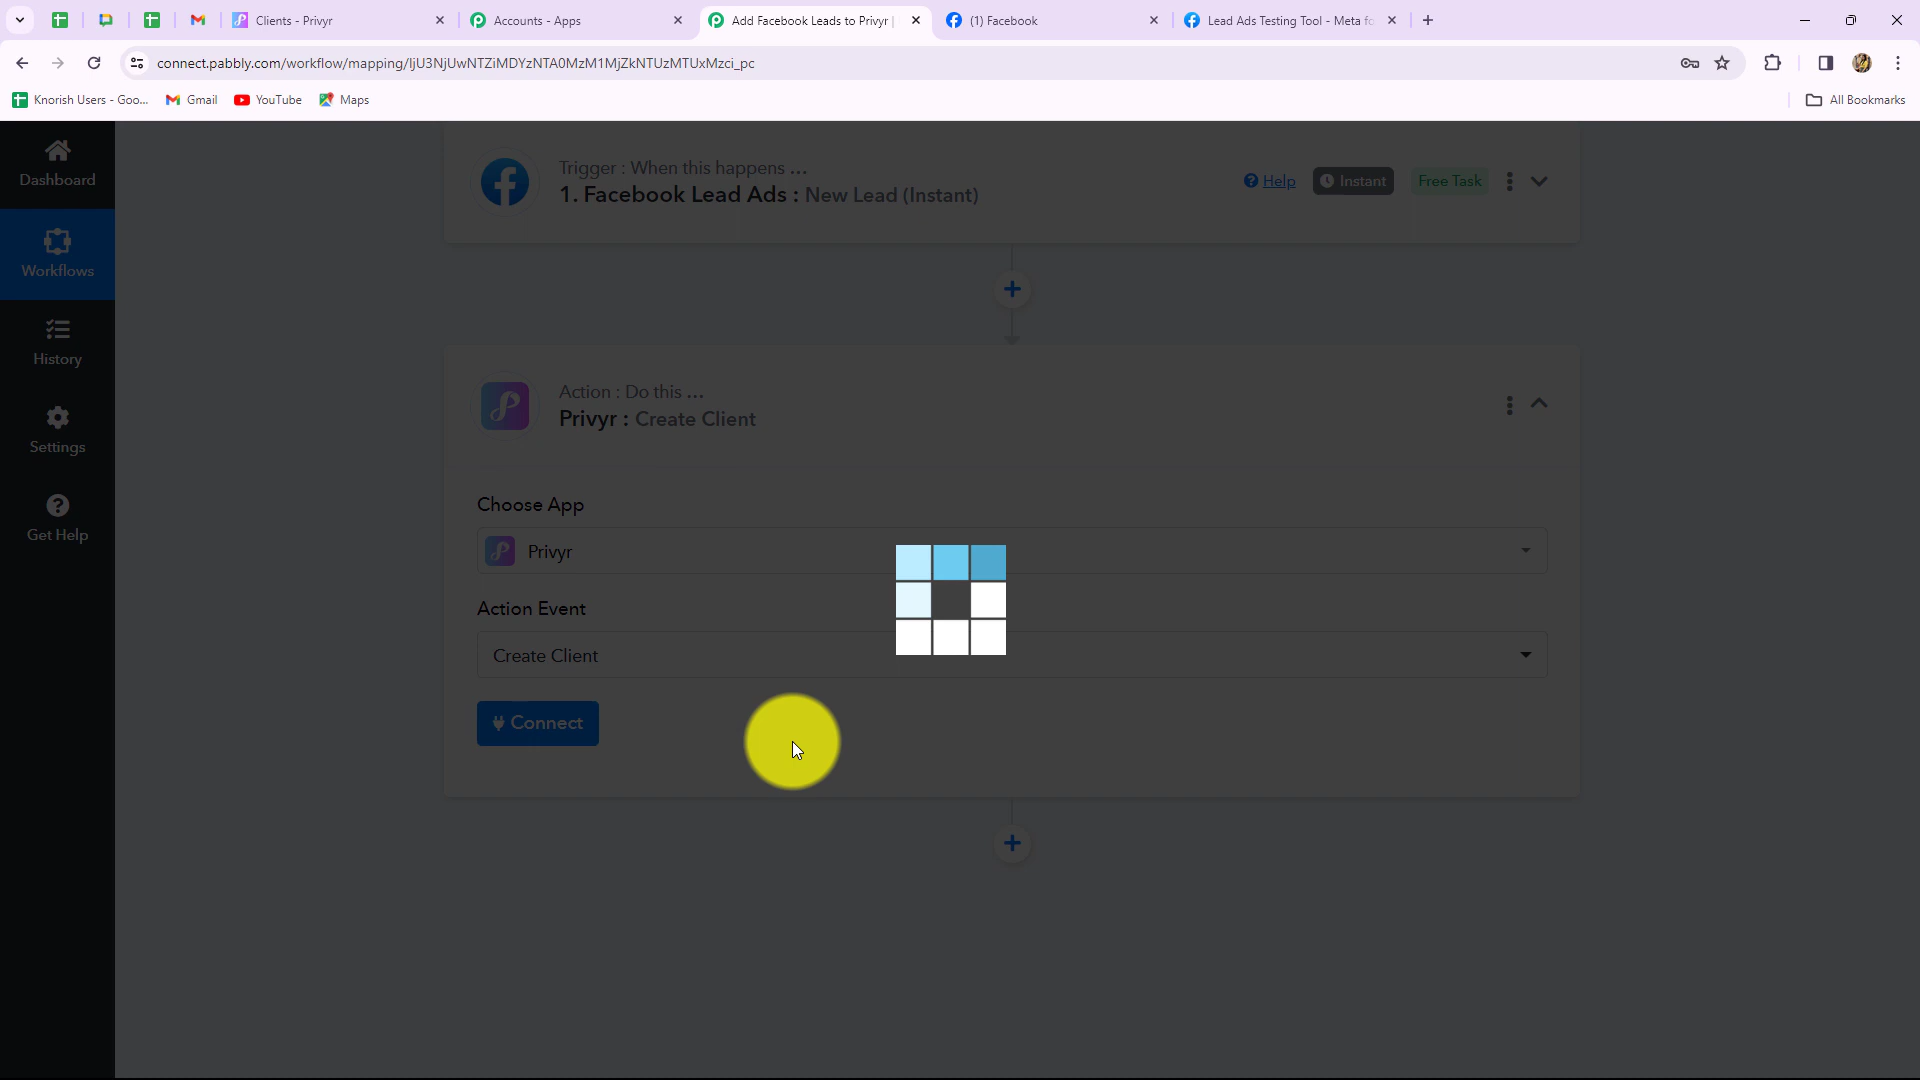 Clients - Privyr
Accounts - Apps
Add Facebook Leads to Privyr |
(1) Facebook
Lead Ads Testing Tool - Meta fo
connect.pabbly.com/workflow/mapping/IjU3NjUwNTZiMDYzNTA0MzM1MjZkNTUzMTUxMzci_pc
Knorish Users - Goo...
Gmail
YouTube
Maps
All Bookmarks
Dashboard
Workflows
History
Settings
Get Help
Trigger : When this happens ...
1. Facebook Lead Ads : New Lead (Instant)
Help
Instant
Free Task
Action : Do this ...
Privyr : Create Client
Choose App
Privyr
Action Event
Create Client
Connect